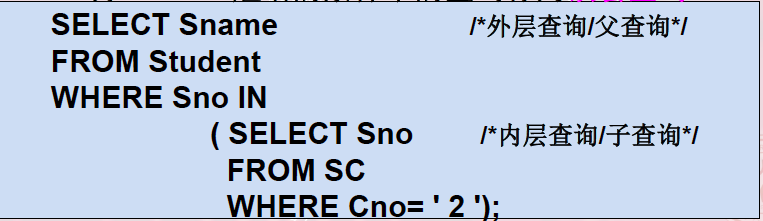 SELECT Sname /*外层查询/父查询*/
FROM Student
WHERE Sno IN
( SELECT Sno /*内层查询/子查询*/
FROM SC
WHERE Cno= ' 2 ');